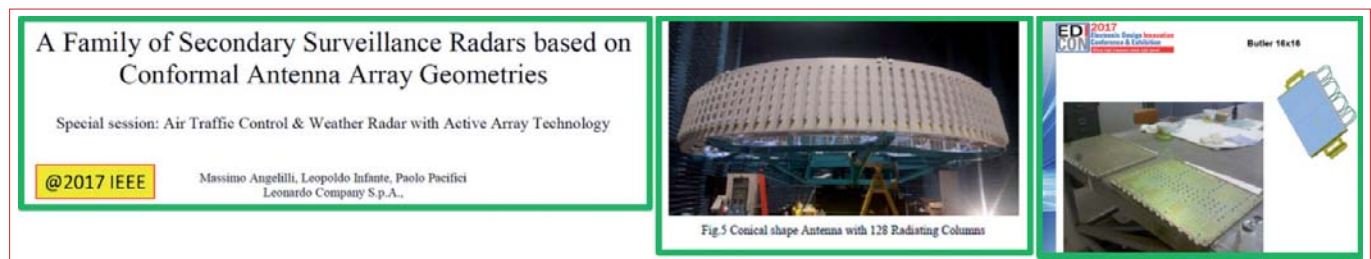 A Family of Secondary Surveillance Radars based on
Conformal Antenna Array Geometries
Special session: Air Traffic Control & Weather Radar with Active Array Technology
@2017 IEEE
Massimo Angelilli, Leopoldo Infante, Paolo Pacifici
Leonardo Company S.p.A.,
Fig.5 Conical shape Antenna with 128 Radiating Columns
ED
CON
2017
Electronic Design Innovation
Conference & Exhibition
Butler 16x16